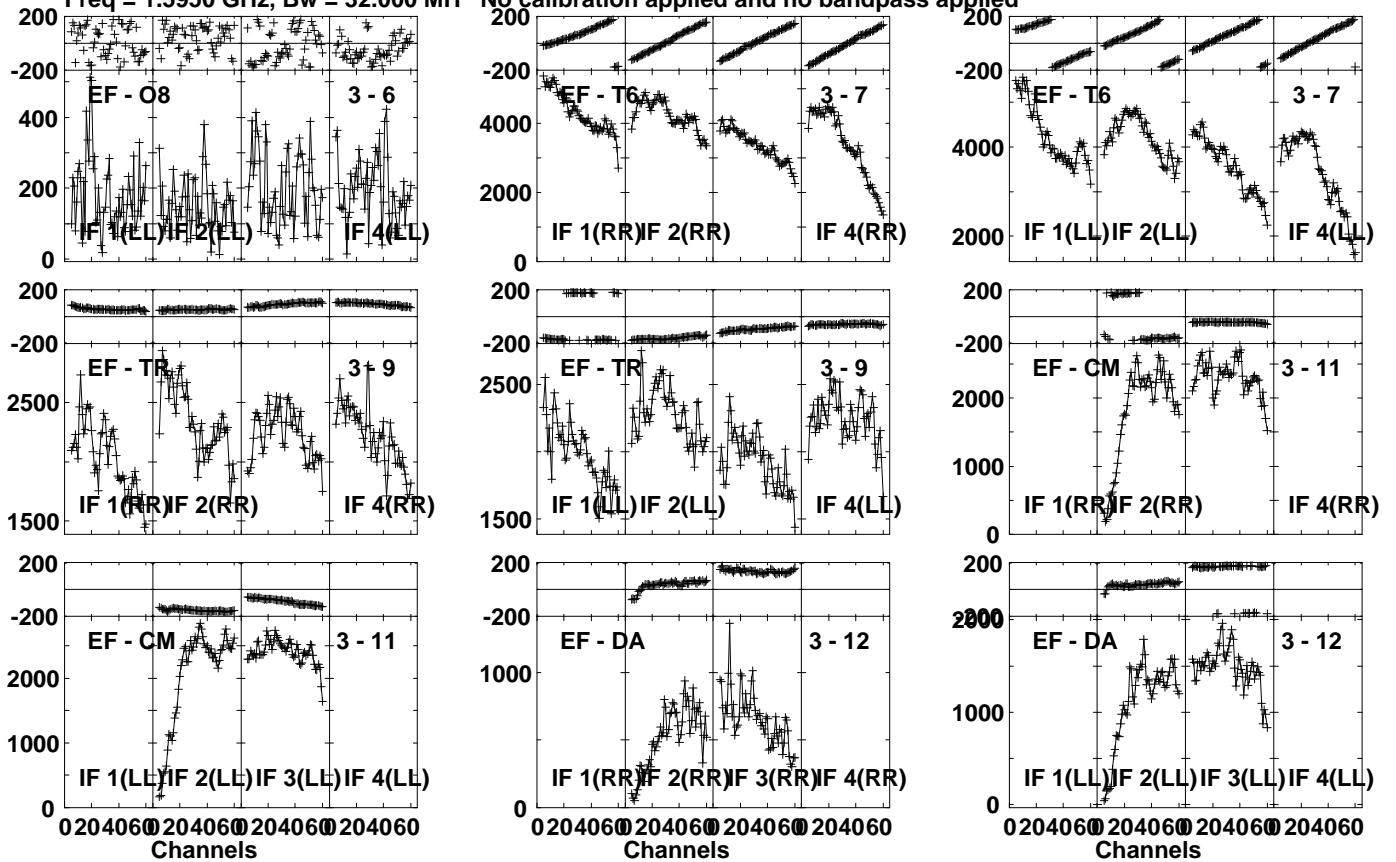 Freq = 1.5950 GHz, Bw = 32.000 MH No calibration applied and no bandpass applied
200
-200
EF - O8 3 - 6
400
200
0
IF 1(LL) IF 2(LL) IF 4(LL)
200
-200
EF - T6 3 - 7
4000
2000
0
IF 1(RR) IF 2(RR) IF 4(RR)
200
-200
EF - T6 3 - 7
4000
2000
IF 1(LL) IF 2(LL) IF 4(LL)
200
-200
EF - TR 3 - 9
2500
1500
IF 1(RR) IF 2(RR) IF 4(RR)
200
-200
EF - TR 3 - 9
2500
1500
IF 1(LL) IF 2(LL) IF 4(LL)
200
-200
EF - CM 3 - 11
2000
1000
0
IF 1(RR) IF 2(RR) IF 4(RR)
200
-200
EF - CM 3 - 11
2000
1000
0
IF 1(LL) IF 2(LL) IF 3(LL) IF 4(LL)
0 20 40 60 0 20 40 60 0 20 40 60 0 20 40 60
Channels
200
-200
EF - DA 3 - 12
1000
0
IF 1(RR) IF 2(RR) IF 3(RR) IF 4(RR)
0 20 40 60 0 20 40 60 0 20 40 60 0 20 40 60
Channels
200
-200
2000
EF - DA 3 - 12
1000
0
IF 1(LL) IF 2(LL) IF 3(LL) IF 4(LL)
0 20 40 60 0 20 40 60 0 20 40 60 0 20 40 60
Channels